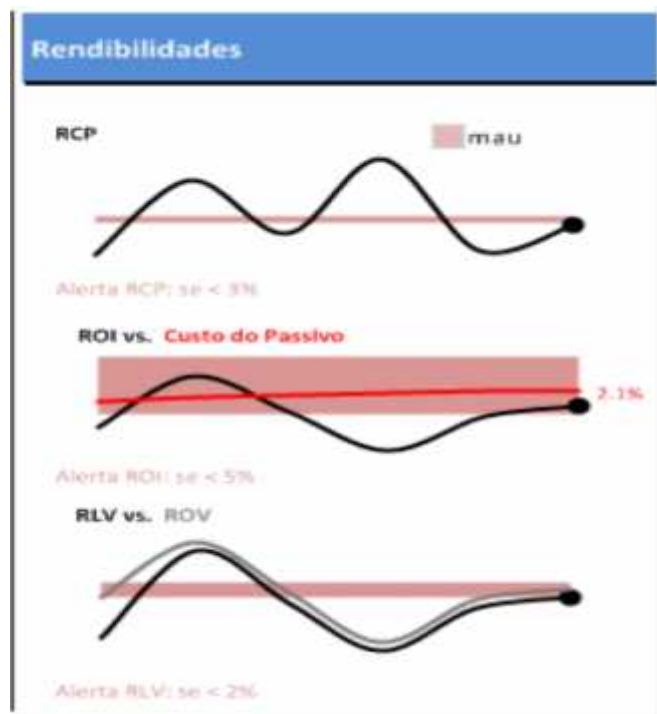 Rendibilidades
RCP
mau
Alerta RCP: se < 3%
ROI vs. Custo do Passivo
2.1%
Alerta ROI: se < 5%
RLV vs. ROV
Alerta RLV: se < 2%